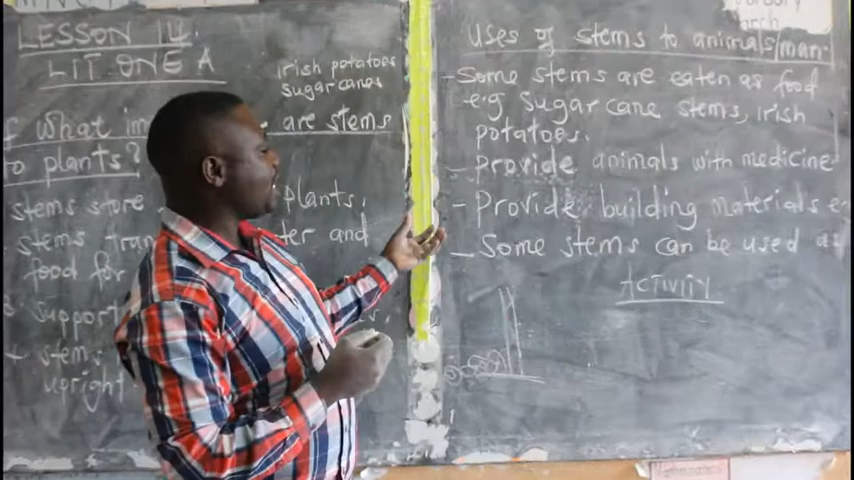 LESSON 14
LIT ONE A
What im
to plants?
Stems store
Stems tran
food for
Support
Stem
upright
Irish potatoes
sugarcanes
are stems
plants,
ter and
Uses of stems to animals/man
- Some stems are eaten as food
e.g Sugar cane stems, Irish
potatoes.
- Provide animals with medicine
- Provide building materials e
- Some stems can be used as
ACTIVITY